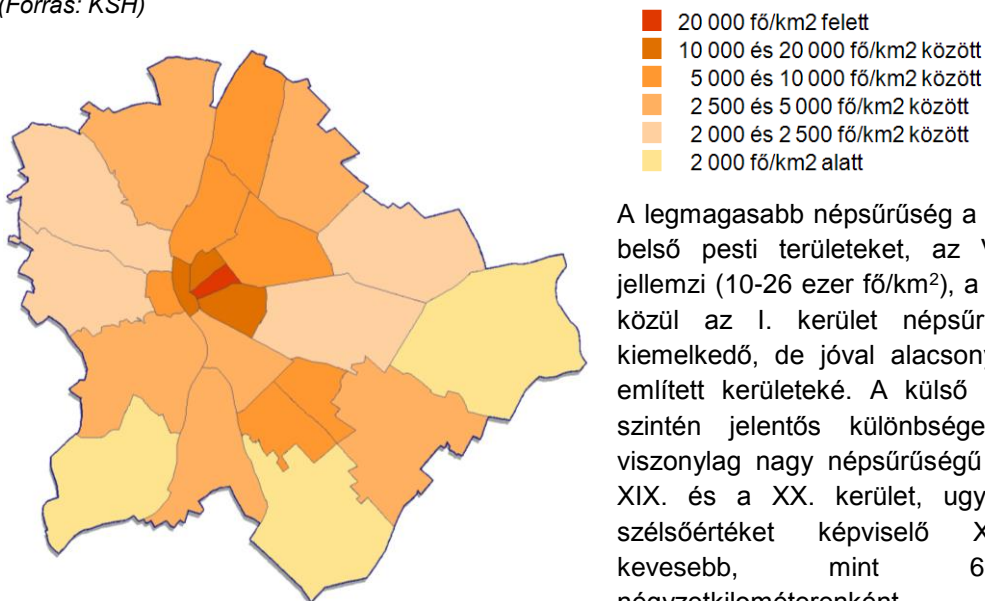 (Forrás: KSH)
20 000 fő/km2 felett
10 000 és 20 000 fő/km2 között
5 000 és 10 000 fő/km2 között
2 500 és 5 000 fő/km2 között
2 000 és 2 500 fő/km2 között
2 000 fő/km2 alatt
A legmagasabb népsűrűség a
belső pesti területeket, az
jellemzi (10-26 ezer fő/km²), a
közül az I. kerület
kiemelkedő, de jóval
említett kerületeké. A külső
szintén jelentős
viszonylag nagy népsűrűségű
XIX. és a XX. kerület,
szélsőértéket képviselő
kevesebb, mint 6
négyzetkilométerenként